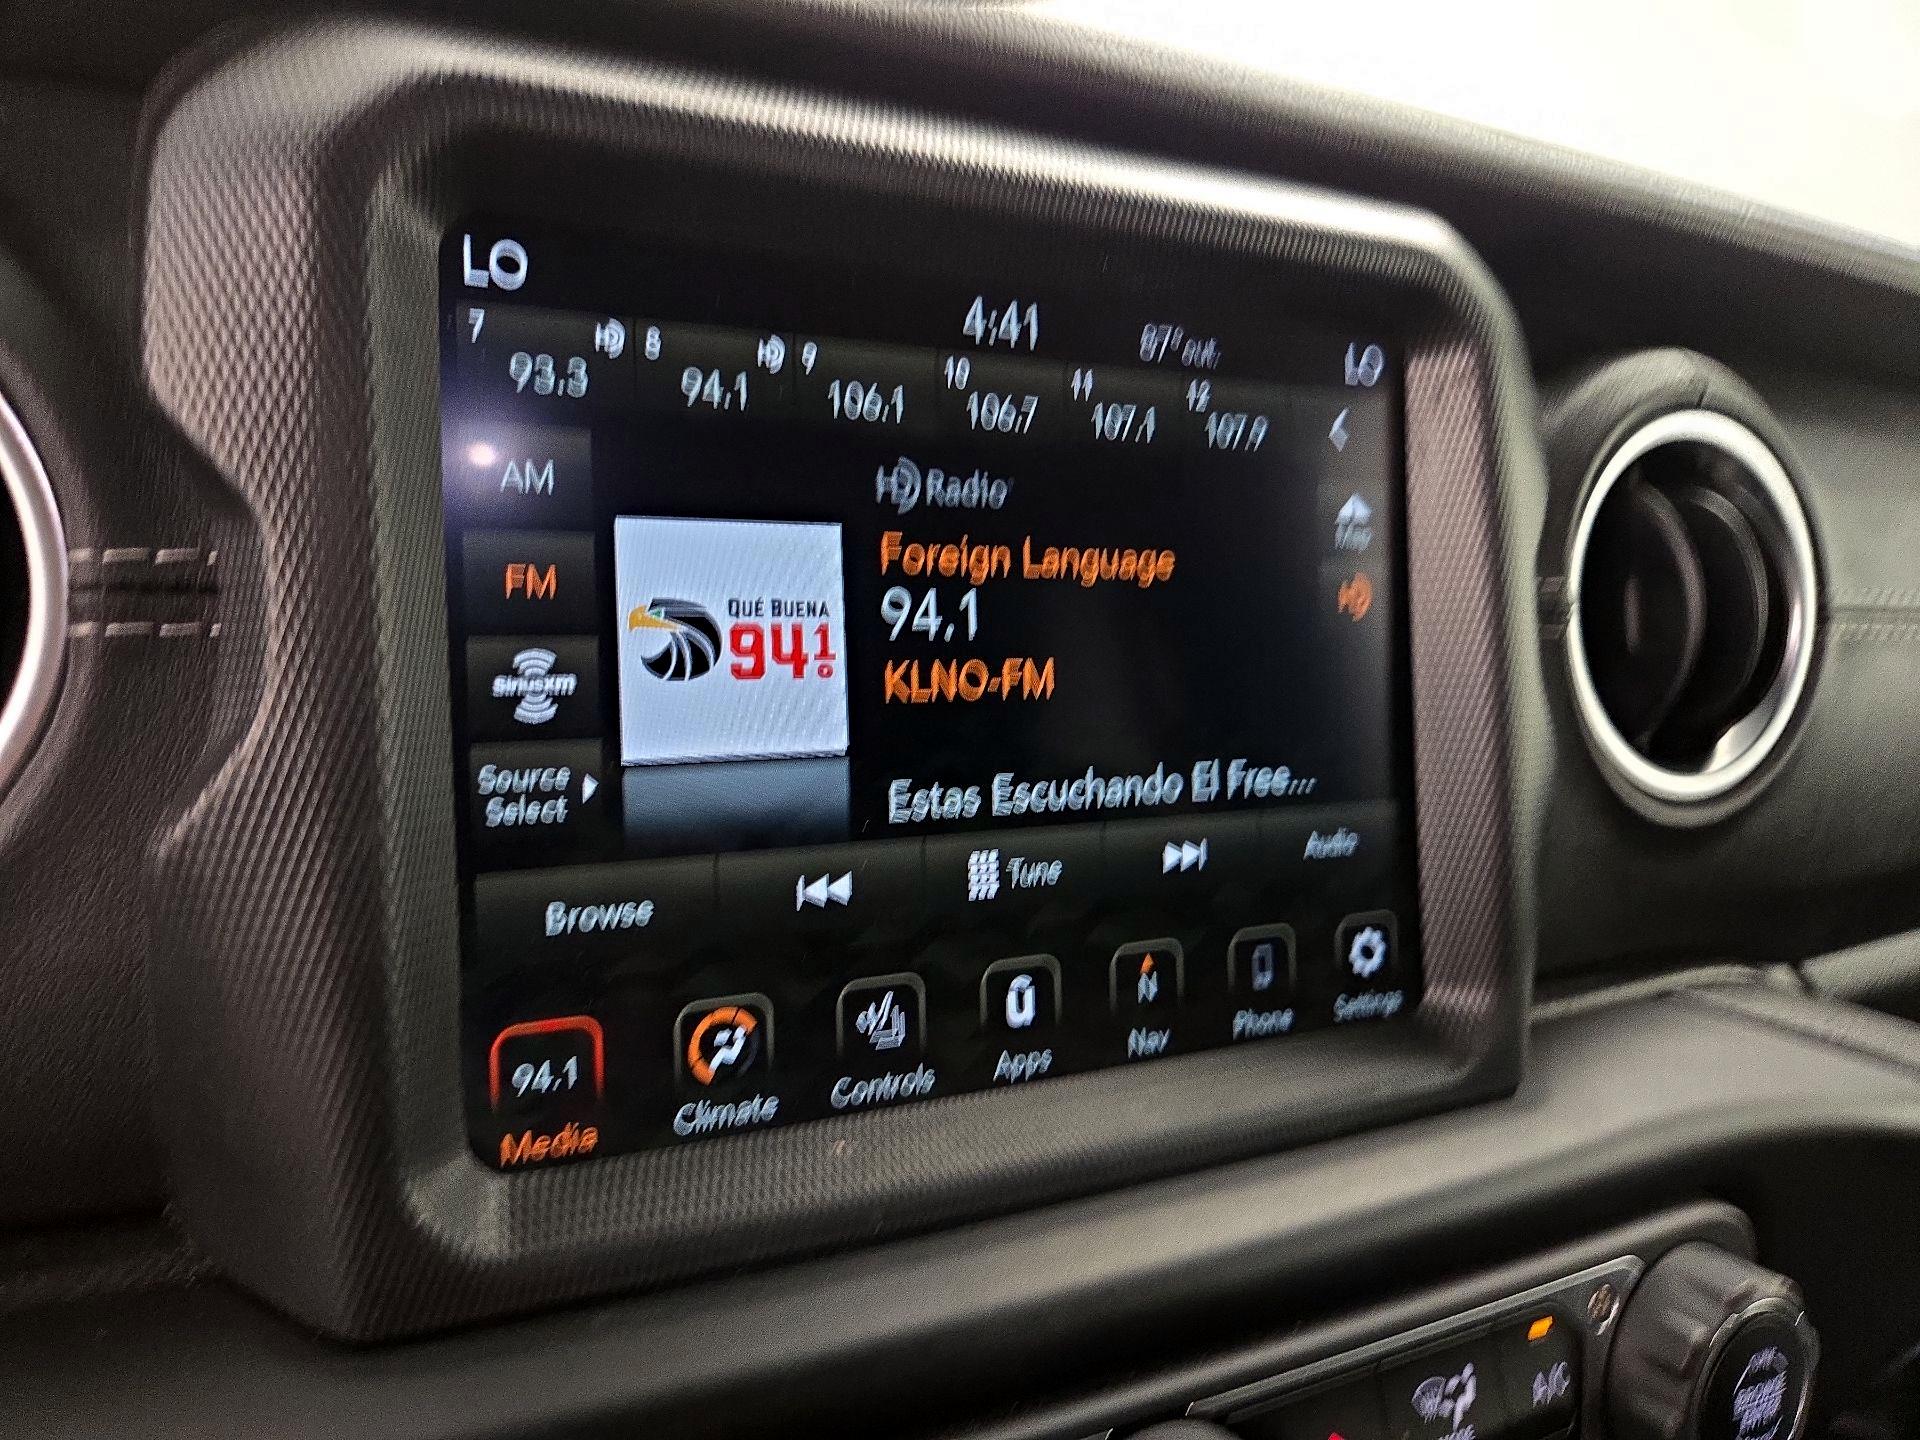 LO
4:41
87° out
LO
7 93.3 HD
8 94.1 HD
9 106.1
10 106.7
11 107.1
12 107.9
AM
FM
SiriusXM
Source
Select
QUÉ BUENA
94.1
HD Radio
Foreign Language
94.1
KLNO-FM
Estas Escuchando El Free...
HD
Browse
Tune
Audio
94.1
Media
Climate
Controls
Apps
N
Nav
Phone
Settings
A/C